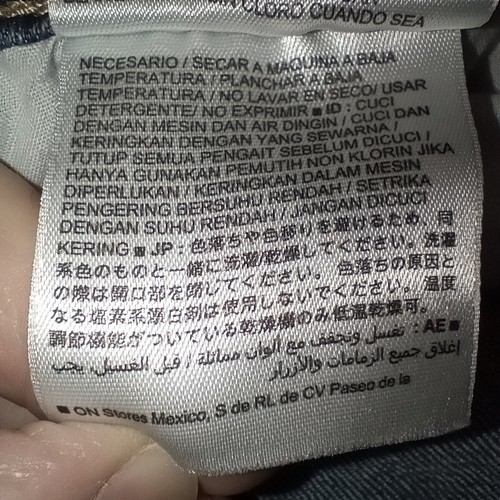 CLORO CUANDO SEA
NECESARIO / SECAR A MAQUINA A BAJA
TEMPERATURA / PLANCHAR A BAJA
TEMPERATURA / NO LAVAR EN SECO/ USAR
DETERGENTE/ NO EXPRIMIR ■ ID : CUCI
DENGAN MESIN DAN AIR DINGIN / CUCI DAN
KERINGKAN DENGAN YANG SEWARNA /
TUTUP SEMUA PENGAIT SEBELUM DICUCI /
HANYA GUNAKAN PEMUTIH NON KLORIN JIKA
DIPERLUKAN / KERINGKAN DALAM MESIN
PENGERING BERSUHU RENDAH / SETRIKA
DENGAN SUHU RENDAH / JANGAN DICUCI
KERING ■ JP : 色落ちや色移りを避けるため、同
系色のものと一緒に洗濯/乾燥してください。洗濯
の際は開口部を閉してください。 色落ちの原因と
なる塩素系漂白剤は使用しないでください。温度
調節機能がついている乾燥機のみ低温乾燥可。
■ AE : تغسل وتجفف مع ألوان مماثلة / قبل الغسيل، يجب
إغلاق جميع الزمامات والأزرار
■ ON Stores Mexico, S de RL de CV Paseo de la